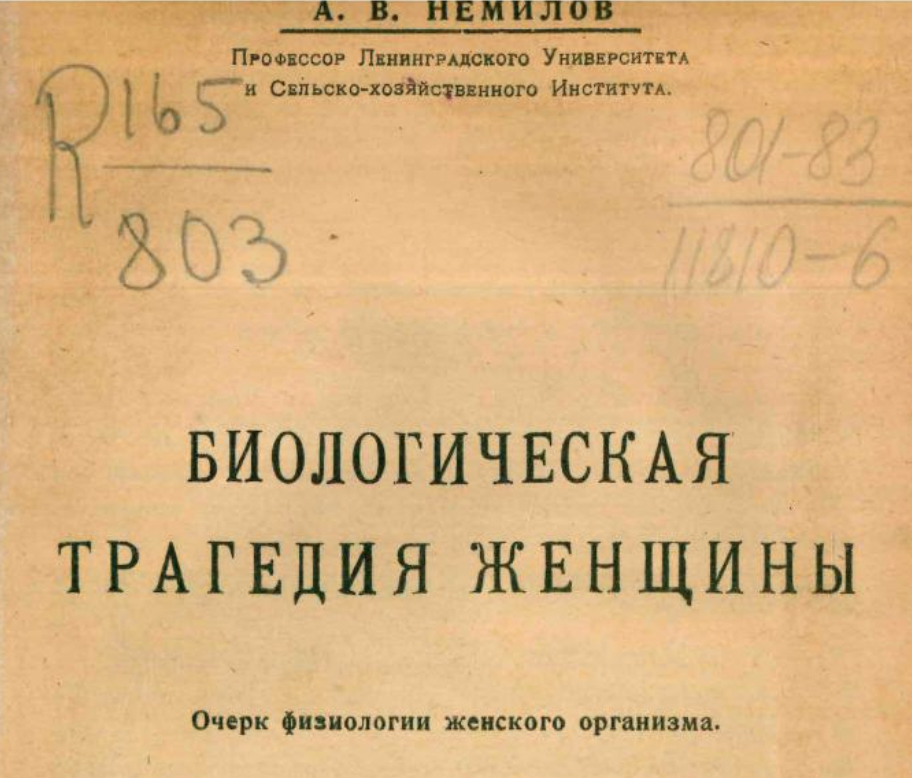 А. В. НЕМИЛОВ
Профессор Ленинградского Университета
и Сельско-хозяйственного Института.
R165
803
801-83
11810-6
БИОЛОГИЧЕСКАЯ
ТРАГЕДИЯ ЖЕНЩИНЫ
Очерк физиологии женского организма.